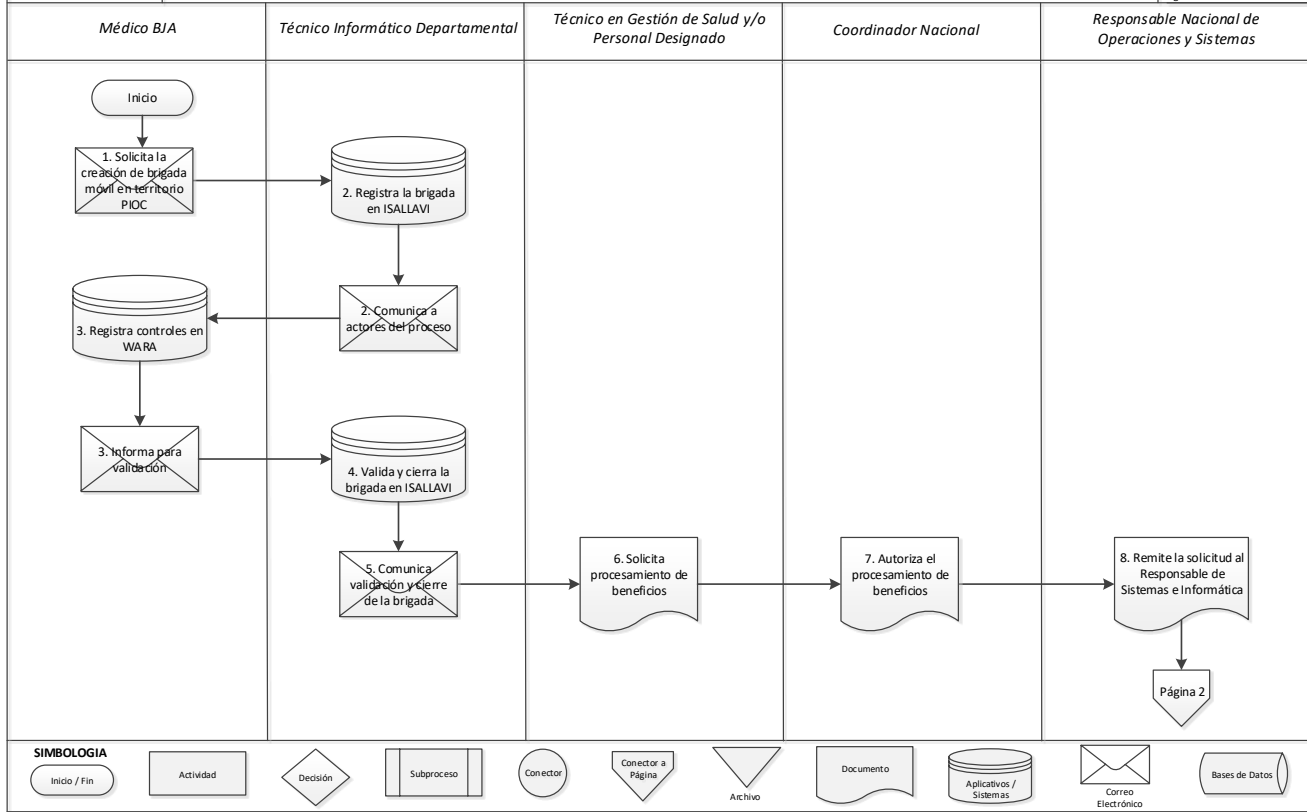 Médico BJA
Técnico Informático Departamental
Técnico en Gestión de Salud y/o
Personal Designado
Coordinador Nacional
Responsable Nacional de
Operaciones y Sistemas
Inicio
1. Solicita la
creación de brigada
móvil en territorio
PIOC
2. Registra la brigada
en ISALLAVI
2. Comunica a
actores del proceso
3. Registra controles en
WARA
3. Informa para
validación
4. Valida y cierra la
brigada en ISALLAVI
5. Comunica
validación y cierre
de la brigada
6. Solicita
procesamiento de
beneficios
7. Autoriza el
procesamiento de
beneficios
8. Remite la solicitud al
Responsable de
Sistemas e Informática
Página 2
SIMBOLOGIA
Inicio / Fin
Actividad
Decisión
Subproceso
Conector
Conector a
Página
Archivo
Documento
Aplicativos /
Sistemas
Correo
Electrónico
Bases de Datos